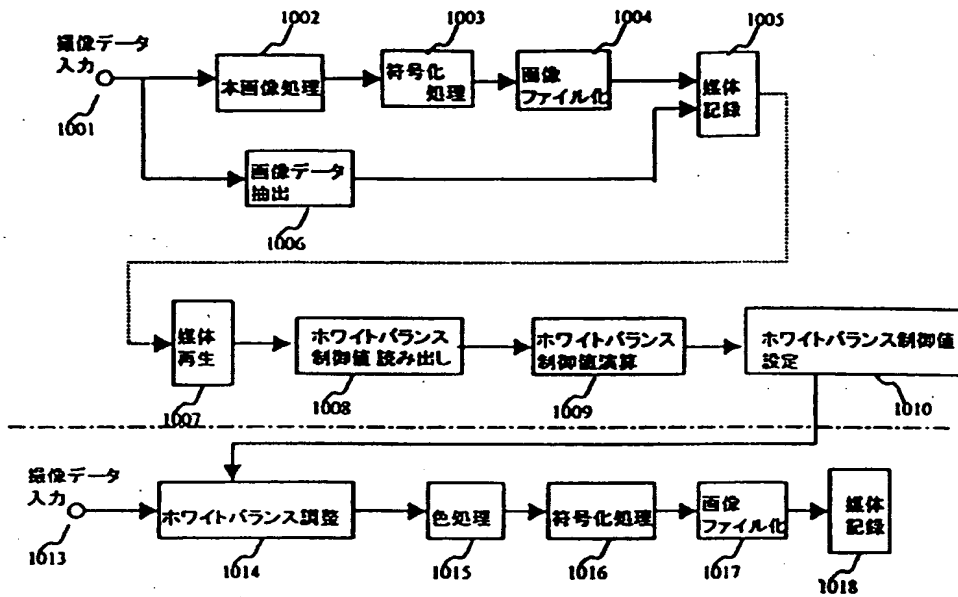 1002
1003
1004
1005
撮像データ
入力
1001
本画像処理
符号化
処理
画像
ファイル化
媒体
記録
画像データ
抽出
1006
媒体
再生
1007
ホワイトバランス
制御値 読み出し
1008
ホワイトバランス
制御値演算
1009
ホワイトバランス制御値
設定
1010
撮像データ
入力
1013
ホワイトバランス調整
1014
色処理
1015
符号化処理
1016
画像
ファイル化
1017
媒体
記録
1018